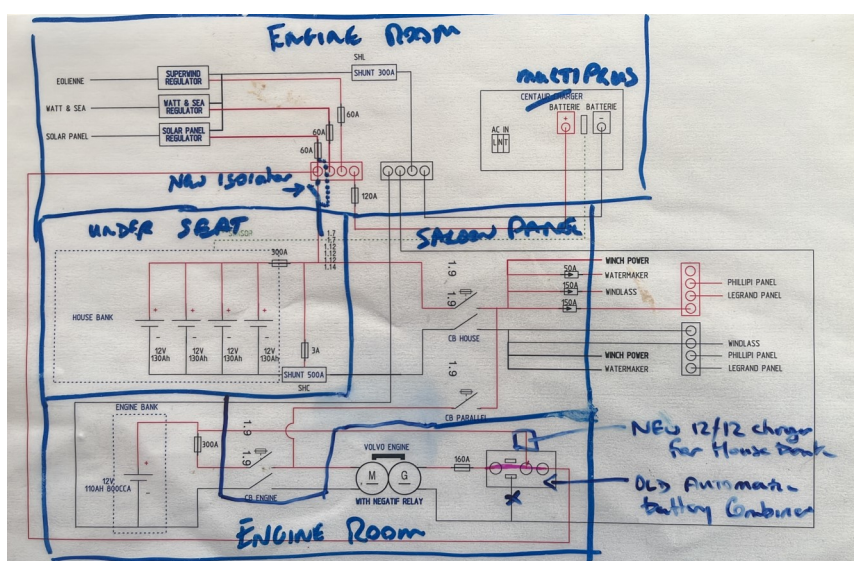 ENGINE ROOM
SHL
SHUNT 300A
EOLIENNE
SUPERWIND
REGULATOR
WATT & SEA
WATT & SEA
REGULATOR
SOLAR PANEL
SOLAR PANEL
REGULATOR
60A
60A
60A
120A
MULTIPLUS
CENTAUR CHARGER
BATTERIE BATTERIE
+ -
AC IN
L N T
NEW ISOLATOR
UNDER SEAT
SALOON PANEL
300A
1.7
1.7
1.12
1.12
1.12
1.14
HOUSE BANK
+ + + +
- - - -
12V 12V 12V 12V
130Ah 130Ah 130Ah 130Ah
3A
SHUNT 500A
SHC
1.9
1.9
CB HOUSE
1.9
CB PARALLEL
WINCH POWER
50A WATERMAKER
150A WINDLASS
150A
PHILLIPI PANEL
LEGRAND PANEL
WINDLASS
WINCH POWER
PHILLIPI PANEL
WATERMAKER
LEGRAND PANEL
ENGINE BANK
+
-
12V
110AH 800CCA
300A
1.9
1.9
CB ENGINE
VOLVO ENGINE
M G
WITH NEGATIF RELAY
160A
NEW 12/12 charger
for House Bank
OLD Automatic
battery Combiner
ENGINE ROOM